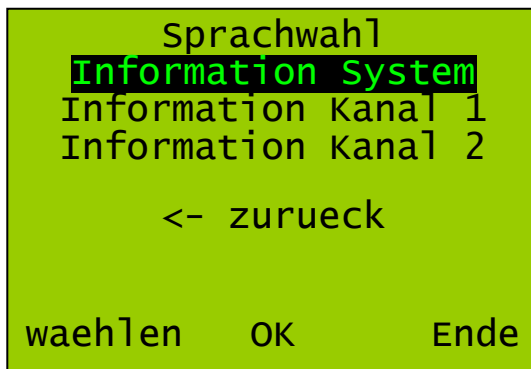 Sprachwahl
Information System
Information Kanal 1
Information Kanal 2
<- zurueck
waehlen OK Ende